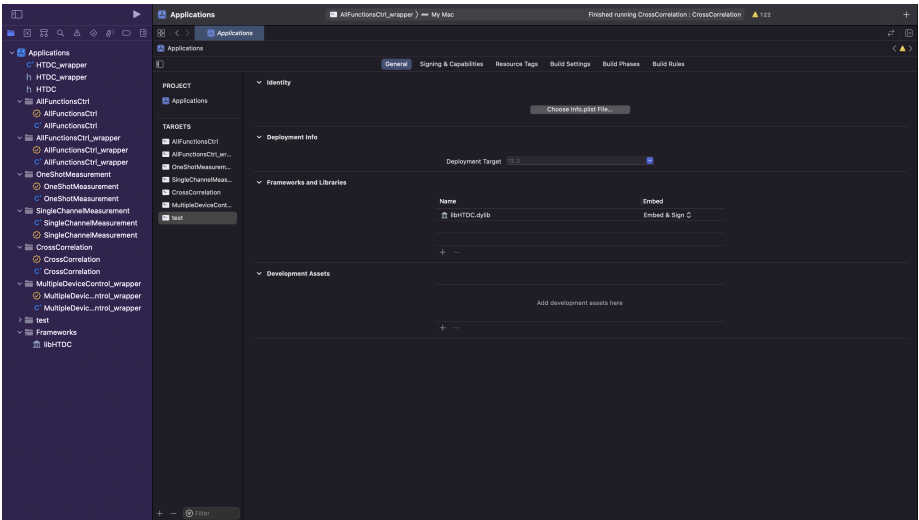 Applications
AllFunctionsCtrl_wrapper
My Mac
Finished running CrossCorrelation : CrossCorrelation
122
Applications
Applications
General
Signing & Capabilities
Resource Tags
Build Settings
Build Phases
Build Rules
Applications
HTDC_wrapper
h HTDC_wrapper
h HTDC
AllFunctionsCtrl
AllFunctionsCtrl
AllFunctionsCtrl
AllFunctionsCtrl_wrapper
AllFunctionsCtrl_wrapper
AllFunctionsCtrl_wrapper
OneShotMeasurement
OneShotMeasurement
OneShotMeasurement
SingleChannelMeasurement
SingleChannelMeasurement
SingleChannelMeasurement
CrossCorrelation
CrossCorrelation
CrossCorrelation
MultipleDeviceControl_wrapper
MultipleDevic...ntrol_wrapper
MultipleDevic...ntrol_wrapper
test
Frameworks
libHTDC
PROJECT
Applications
TARGETS
AllFunctionsCtrl
AllFunctionsCtrl_wr...
OneShotMeasurem...
SingleChannelMeas...
CrossCorrelation
MultipleDeviceCont...
test
Filter
Identity
Choose Info.plist File...
Deployment Info
Deployment Target 12.3
Frameworks and Libraries
Name Embed
libHTDC.dylib Embed & Sign
Development Assets
Add development assets here